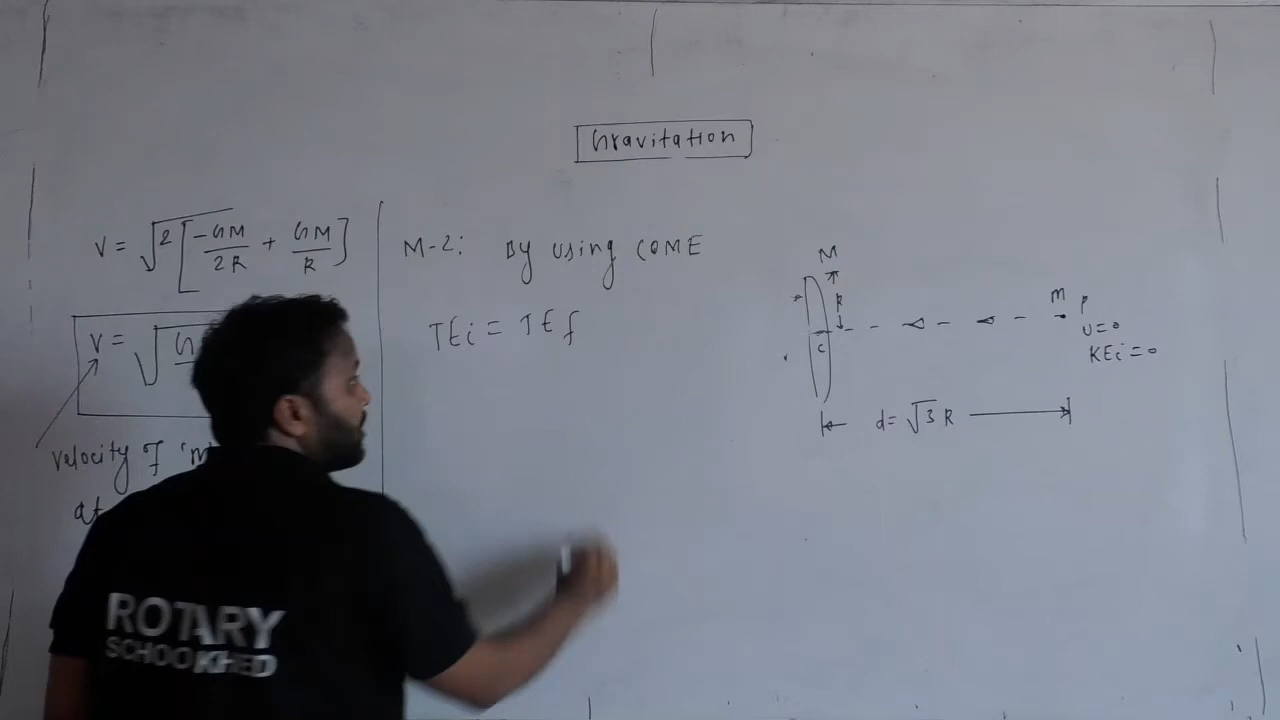 Gravitation
V = √2 [-GM/2R + GM/R]
V = √
velocity of 'm'
at
M-2: By using COME
TEi = TEf
M
R
C
m P
u=0
KEi=0
d= √3 R
ROTARY
SCHOO KHED